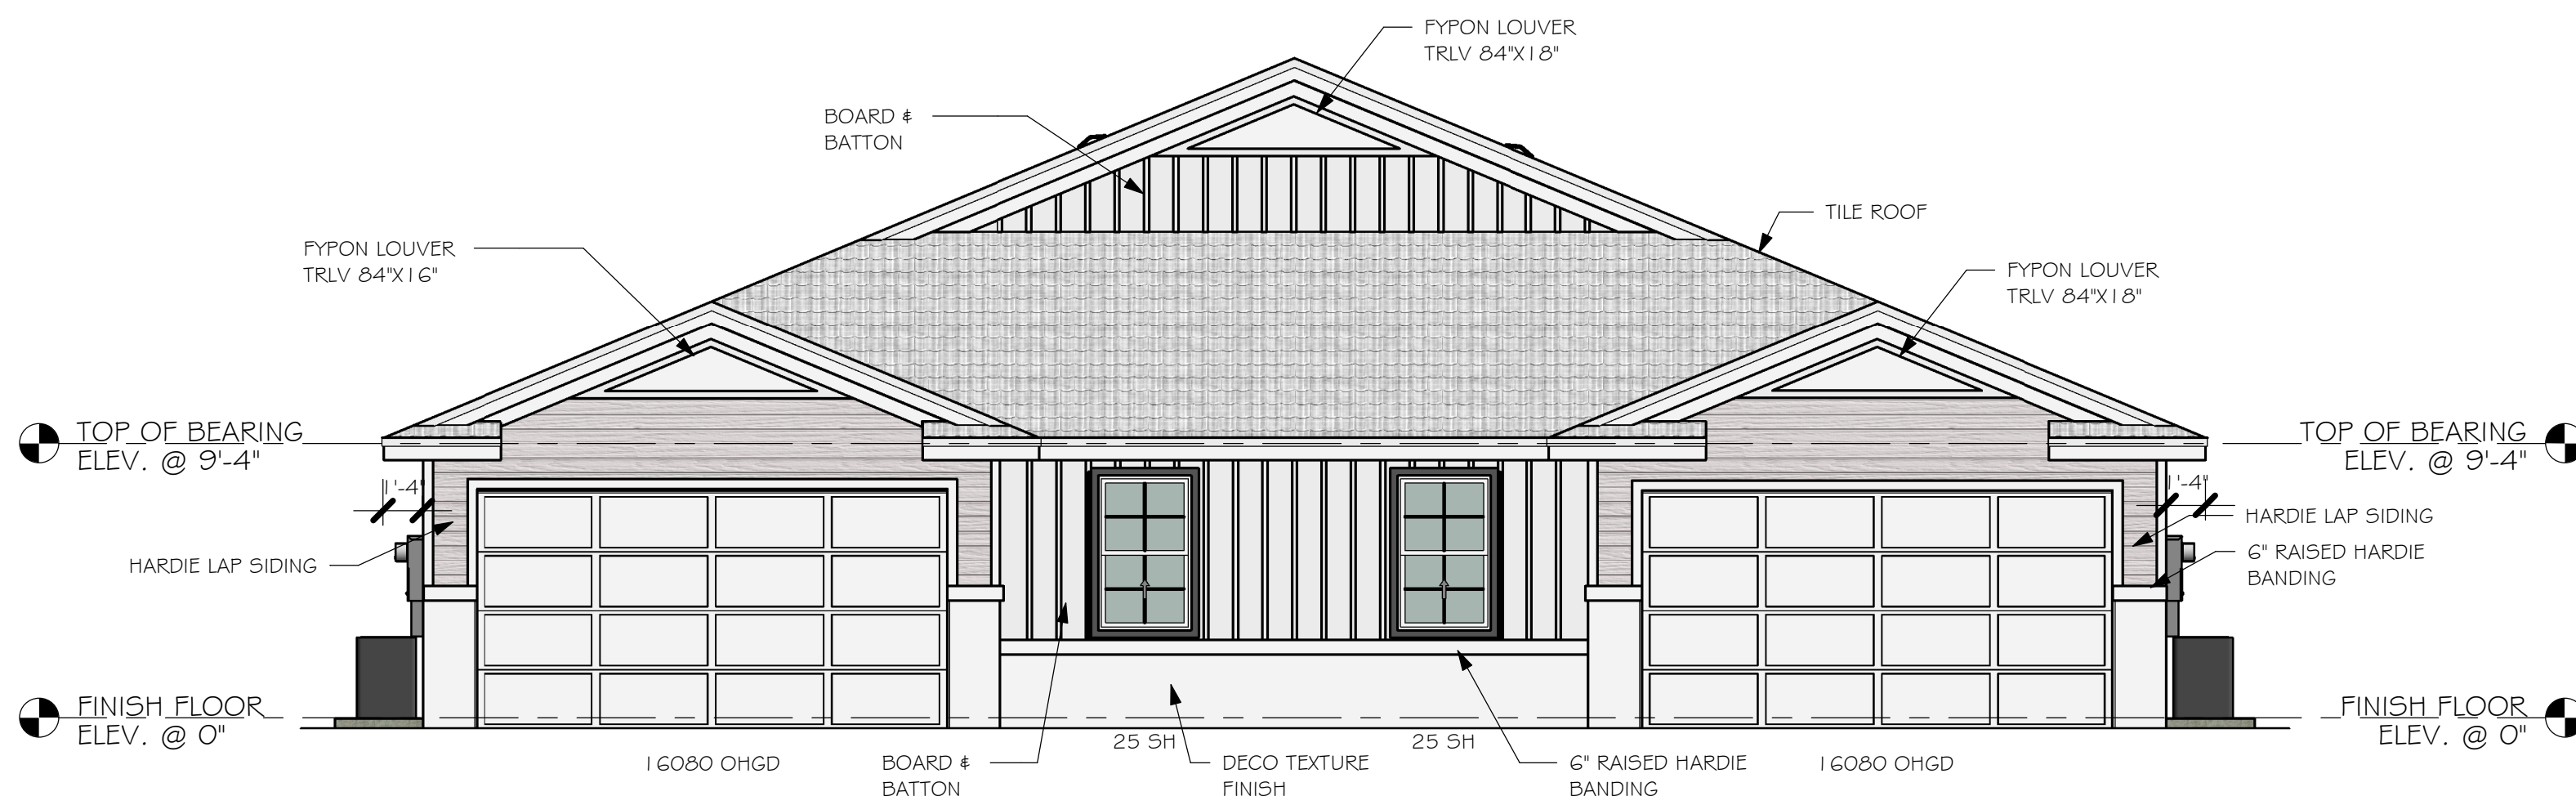 FYPON LOUVER
TRLV 84"X18"
BOARD &
BATTON
TILE ROOF
FYPON LOUVER
TRLV 84"X16"
FYPON LOUVER
TRLV 84"X18"
TOP OF BEARING
ELEV. @ 9'-4"
TOP OF BEARING
ELEV. @ 9'-4"
1'-4"
1'-4"
HARDIE LAP SIDING
HARDIE LAP SIDING
6" RAISED HARDIE
BANDING
FINISH FLOOR
ELEV. @ 0"
FINISH FLOOR
ELEV. @ 0"
25 SH
25 SH
16080 OHGD
BOARD &
BATTON
DECO TEXTURE
FINISH
6" RAISED HARDIE
BANDING
16080 OHGD